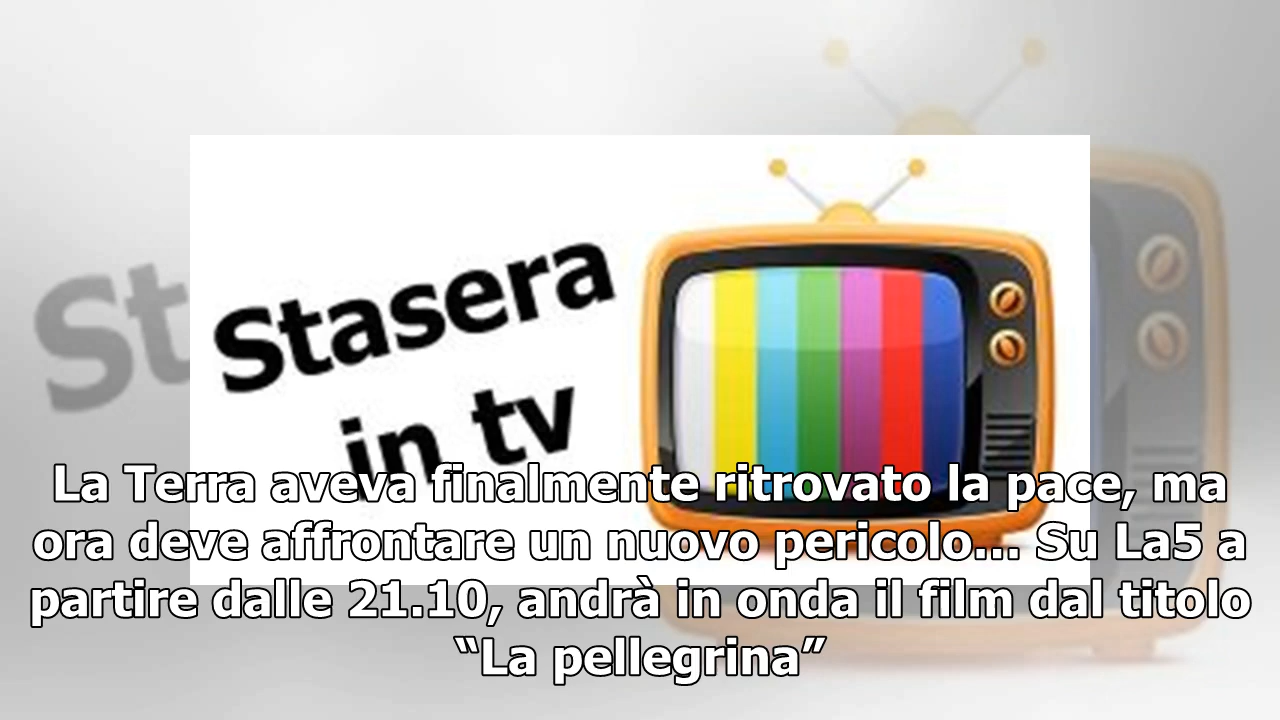 Stasera
in tv
La Terra aveva finalmente ritrovato la pace, ma
ora deve affrontare un nuovo pericolo... Su La5 a
partire dalle 21.10, andrà in onda il film dal titolo
“La pellegrina”